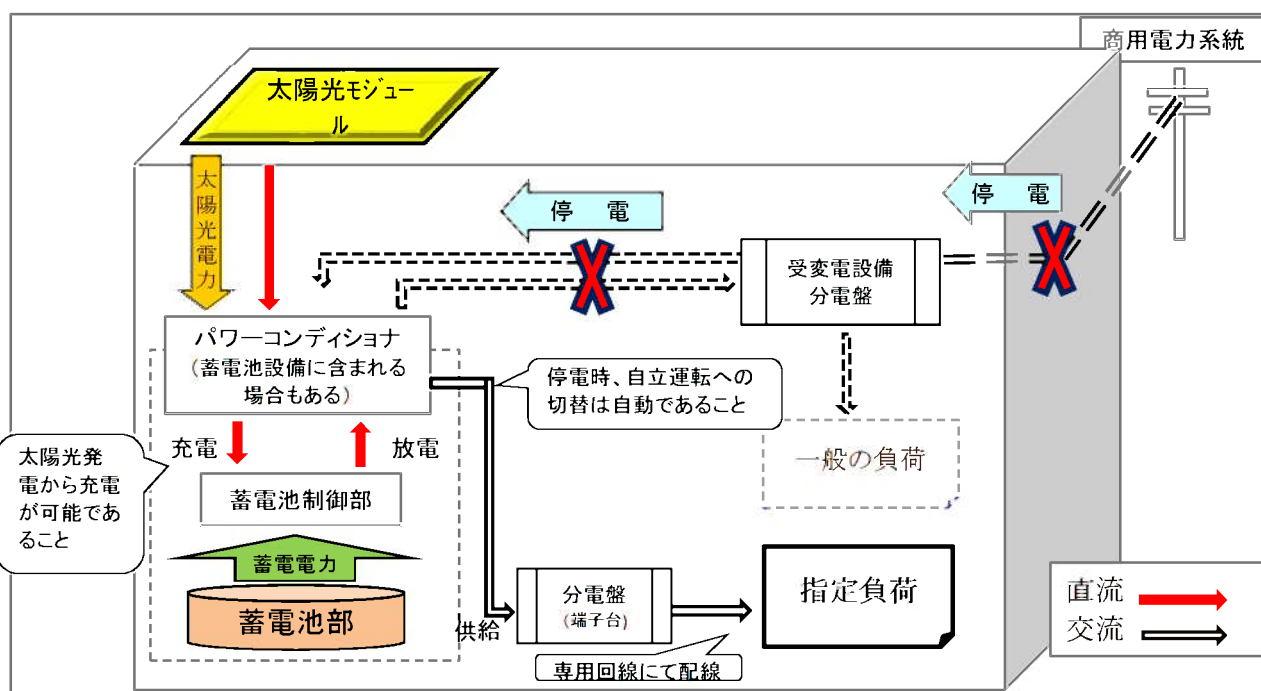 商用電力系統
太陽光モジュー
ル
太陽光電力
停　電
停　電
受変電設備
分電盤
パワーコンディショナ
（蓄電池設備に含まれる
場合もある）
停電時、自立運転への
切替は自動であること
充電
放電
一般の負荷
太陽光発
電から充電
が可能であ
ること
蓄電池制御部
蓄電電力
蓄電池部
供給
分電盤
（端子台）
指定負荷
専用回線にて配線
直流
交流